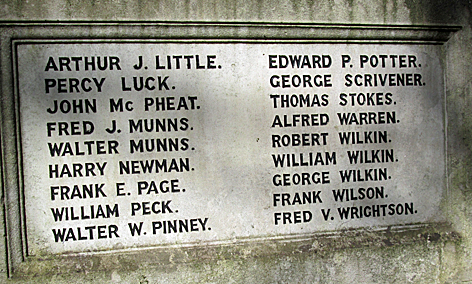 ARTHUR J. LITTLE.
PERCY LUCK.
JOHN Mc PHEAT.
FRED J. MUNNS.
WALTER MUNNS.
HARRY NEWMAN.
FRANK E. PAGE.
WILLIAM PECK.
WALTER W. PINNEY.
EDWARD P. POTTER.
GEORGE SCRIVENER.
THOMAS STOKES.
ALFRED WARREN.
ROBERT WILKIN.
WILLIAM WILKIN.
GEORGE WILKIN.
FRANK WILSON.
FRED V. WRIGHTSON.